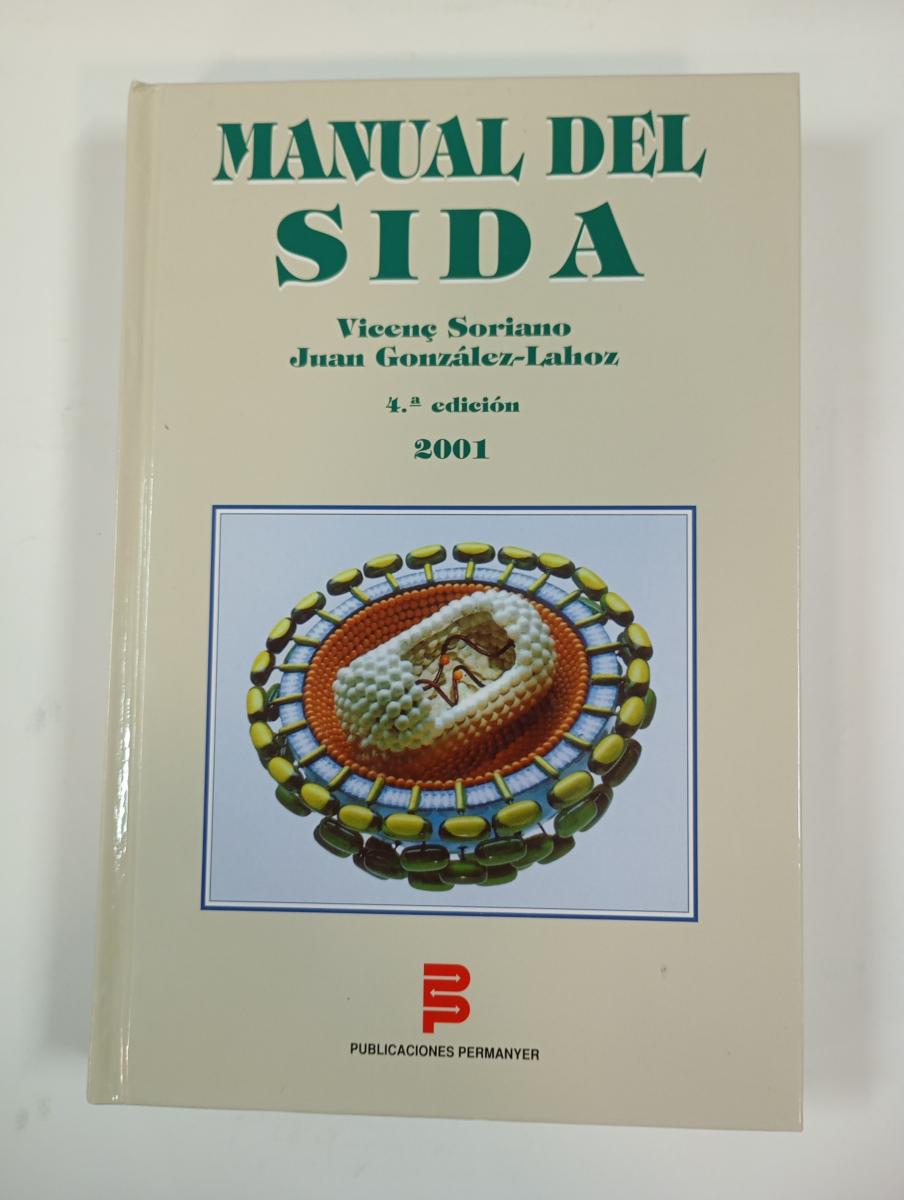 MANUAL DEL
SIDA
Vicenç Soriano
Juan González-Lahoz
4.ª edición
2001
PUBLICACIONES PERMANYER